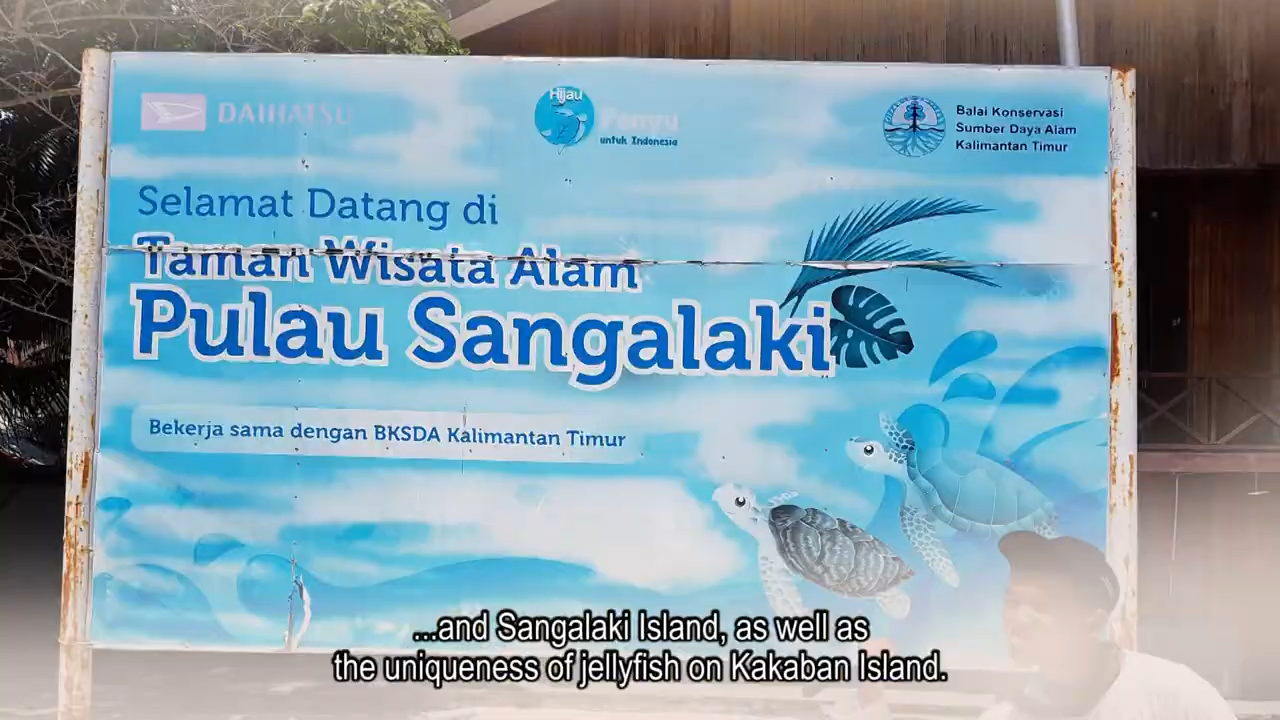 DAIHATSU
Hijau
Penyu
untuk Indonesia
Balai Konservasi
Sumber Daya Alam
Kalimantan Timur
Selamat Datang di
Taman Wisata Alam
Pulau Sangalaki
Bekerja sama dengan BKSDA Kalimantan Timur
...and Sangalaki Island, as well as
the uniqueness of jellyfish on Kakaban Island.